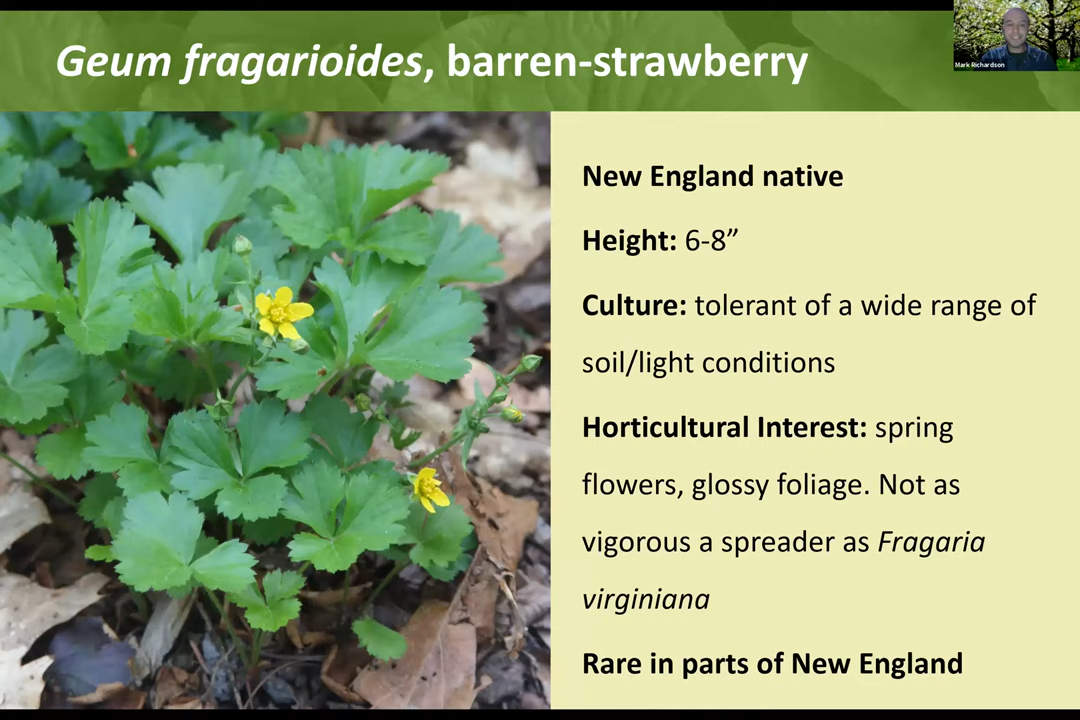 Geum fragarioides, barren-strawberry
Mark Richardson
New England native
Height: 6-8”
Culture: tolerant of a wide range of
soil/light conditions
Horticultural Interest: spring
flowers, glossy foliage. Not as
vigorous a spreader as Fragaria
virginiana
Rare in parts of New England